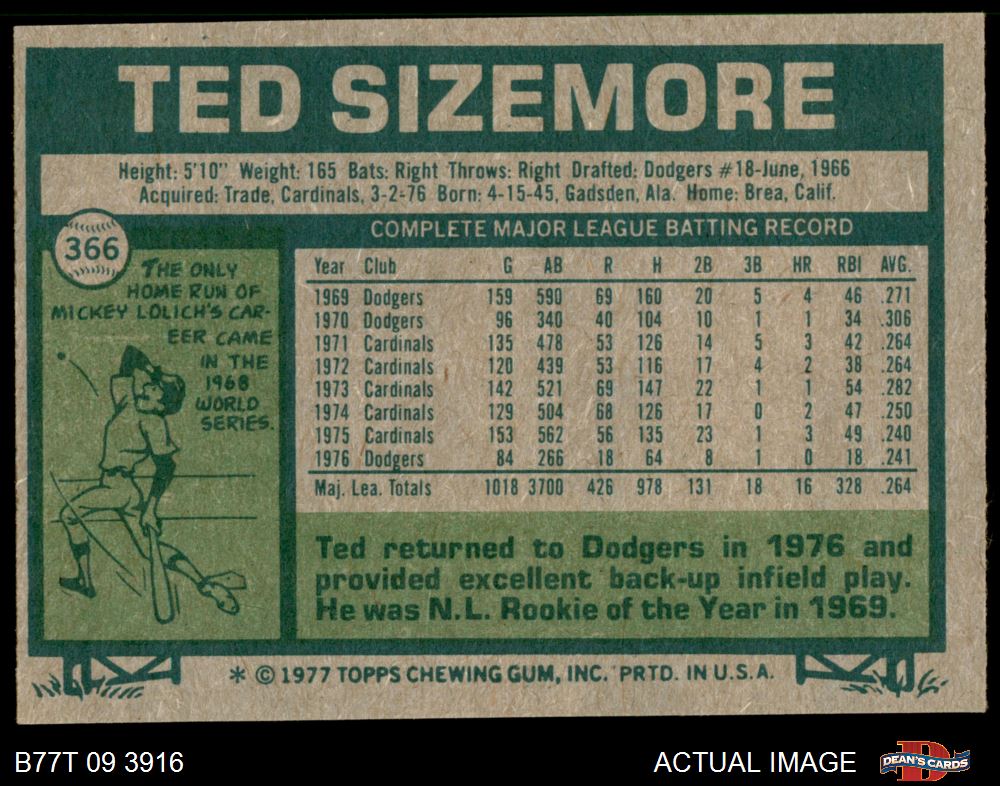 TED SIZEMORE
Height: 5'10" Weight: 165 Bats: Right Throws: Right Drafted: Dodgers #18-June, 1966
Acquired: Trade, Cardinals, 3-2-76 Born: 4-15-45, Gadsden, Ala. Home: Brea, Calif.
366
THE ONLY
HOME RUN OF
MICKEY LOLICH'S CAR-
EER CAME
IN THE
1968
WORLD
SERIES.
COMPLETE MAJOR LEAGUE BATTING RECORD
Year Club G AB R H 2B 3B HR RBI AVG.
1969 Dodgers 159 590 69 160 20 5 4 46 .271
1970 Dodgers 96 340 40 104 10 1 1 34 .306
1971 Cardinals 135 478 53 126 14 5 3 42 .264
1972 Cardinals 120 439 53 116 17 4 2 38 .264
1973 Cardinals 142 521 69 147 22 1 1 54 .282
1974 Cardinals 129 504 68 126 17 0 2 47 .250
1975 Cardinals 153 562 56 135 23 1 3 49 .240
1976 Dodgers 84 266 18 64 8 1 0 18 .241
Maj. Lea. Totals 1018 3700 426 978 131 18 16 328 .264
Ted returned to Dodgers in 1976 and
provided excellent back-up infield play.
He was N.L. Rookie of the Year in 1969.
* © 1977 TOPPS CHEWING GUM, INC. PRTD. IN U.S.A.
B77T 09 3916
ACTUAL IMAGE
D
DEAN'S CARDS